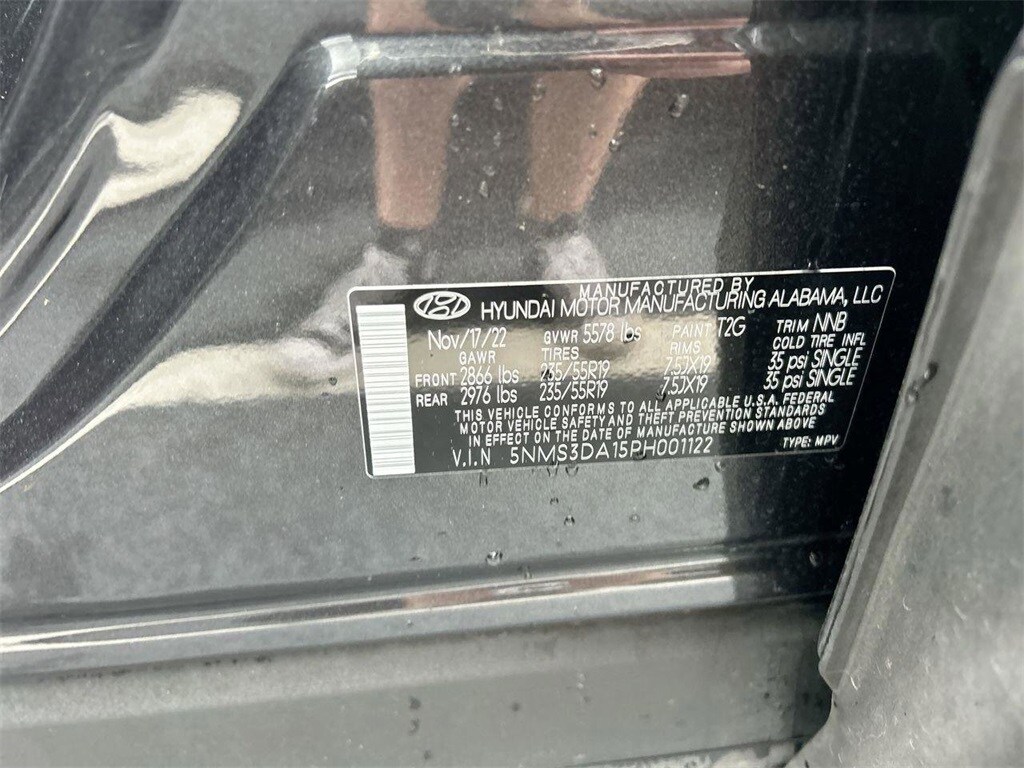 MANUFACTURED BY
HYUNDAI MOTOR MANUFACTURING ALABAMA, LLC
Nov/17/22 GVWR 5578 lbs PAINT T2G TRIM NNB
GAWR TIRES RIMS COLD TIRE INFL
FRONT 2866 lbs 235/55R19 7.5JX19 35 psi SINGLE
REAR 2976 lbs 235/55R19 7.5JX19 35 psi SINGLE
THIS VEHICLE CONFORMS TO ALL APPLICABLE U.S.A. FEDERAL
MOTOR VEHICLE SAFETY AND THEFT PREVENTION STANDARDS
IN EFFECT ON THE DATE OF MANUFACTURE SHOWN ABOVE
V.I.N 5NMS3DA15PH001122 TYPE: MPV